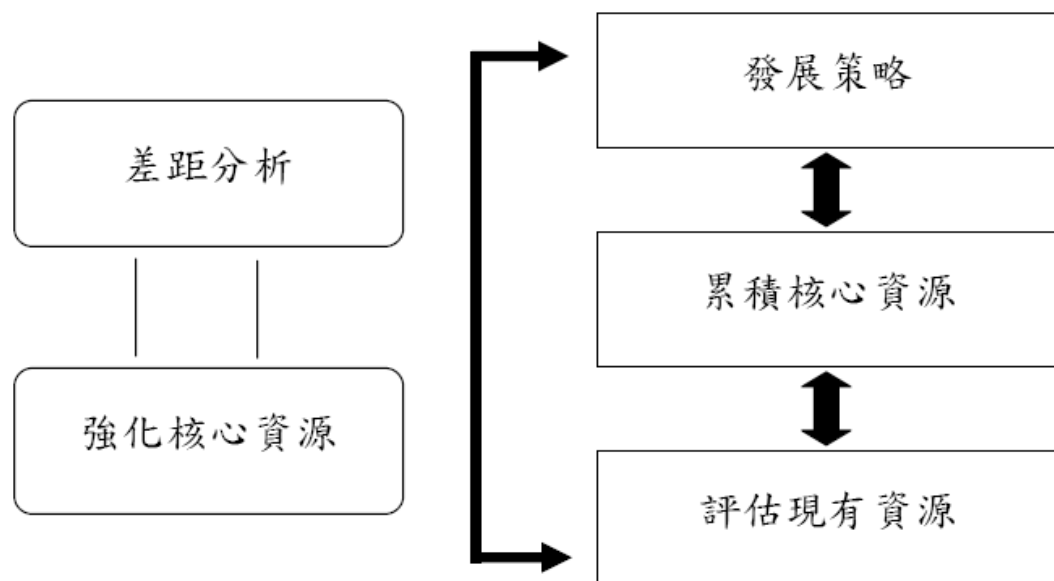 差距分析
強化核心資源
發展策略
累積核心資源
評估現有資源